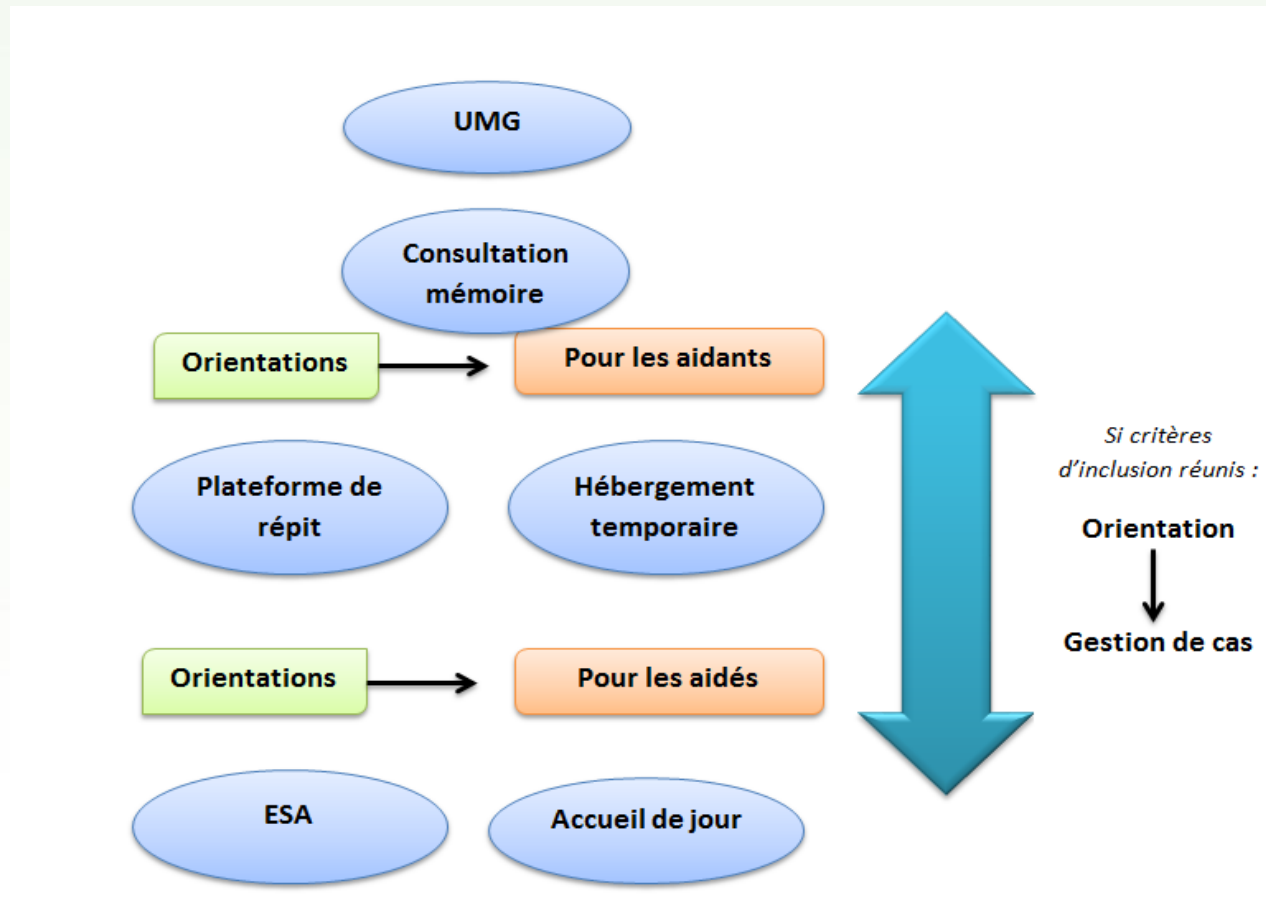 UMG
Consultation
mémoire
Orientations
Pour les aidants
Plateforme de
répit
Hébergement
temporaire
Orientations
Pour les aidés
ESA
Accueil de jour
Si critères
d’inclusion réunis :
Orientation
Gestion de cas